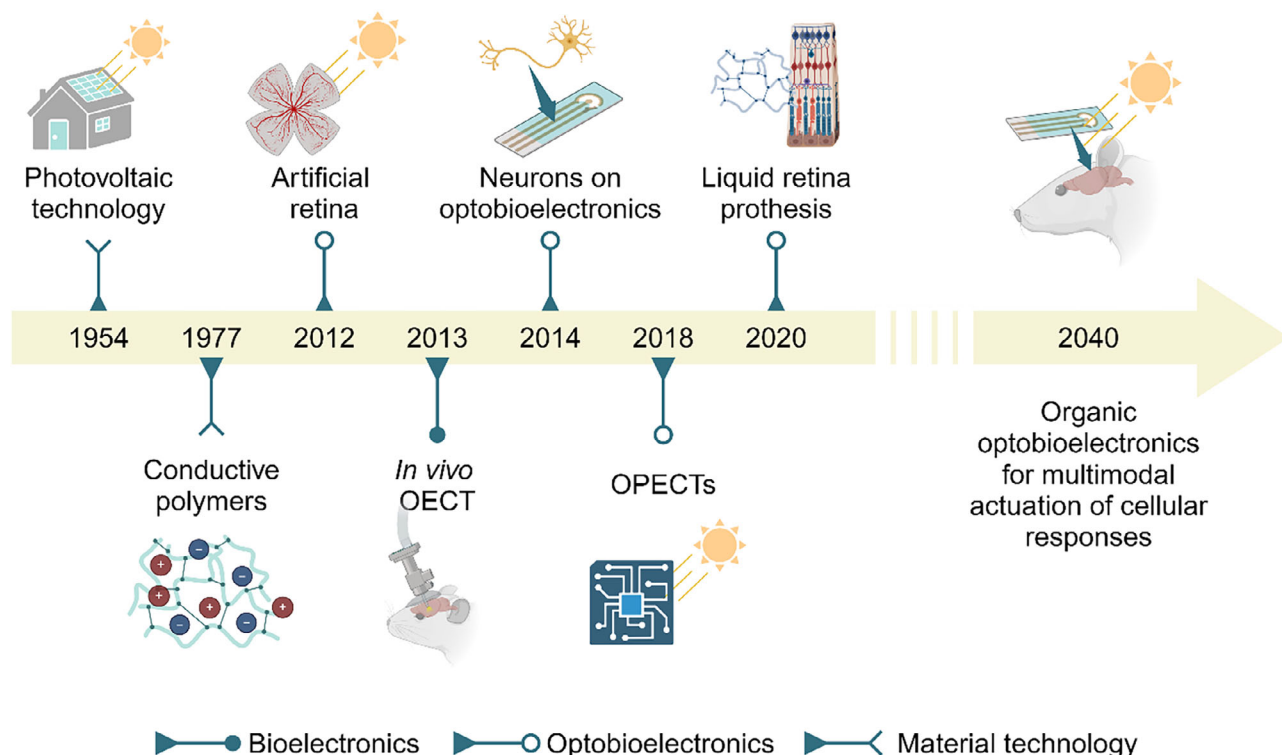 Photovoltaic
technology
Artificial
retina
Neurons on
optobioelectronics
Liquid retina
prothesis
1954 1977 2012 2013 2014 2018 2020 2040
Conductive
polymers
In vivo
OECT
OPECTs
Organic
optobioelectronics
for multimodal
actuation of cellular
responses
Bioelectronics Optobioelectronics Material technology